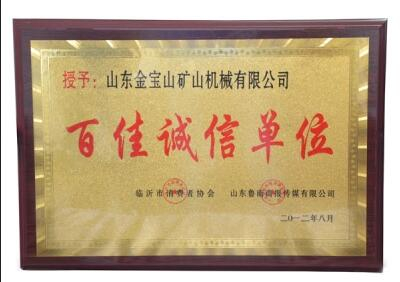 授予：山东金宝山矿山机械有限公司
百佳诚信单位
临沂市消费者协会 山东鲁南商报传媒有限公司
二〇一二年八月